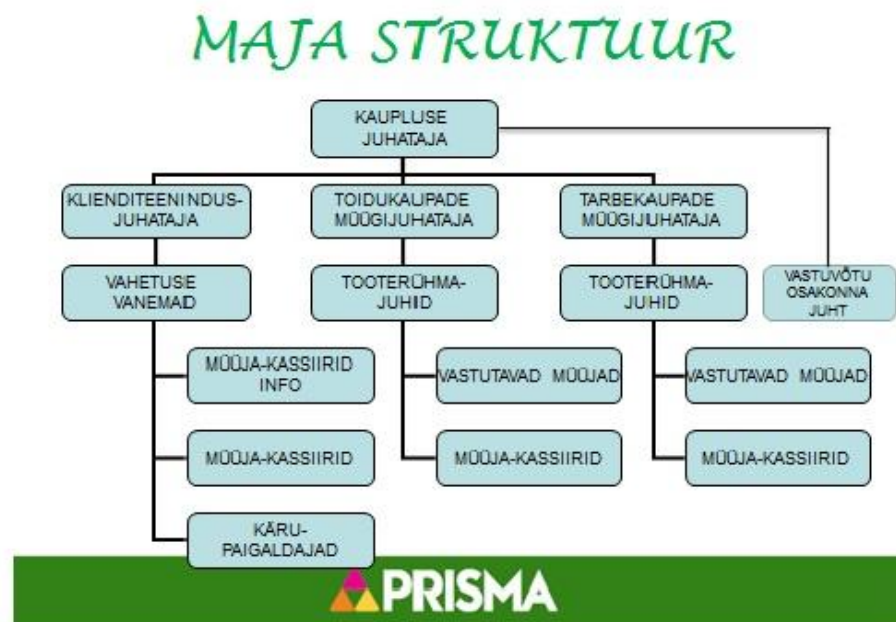 MAJA STRUKTUUR
KAUPLUSE
JUHATAJA
KLIENDITEENINDUS-
JUHATAJA
TOIDUKAUPADE
MÜÜGIJUHATAJA
TARBEKAUPADE
MÜÜGIJUHATAJA
VAHETUSE
VANEMAID
TOOTERÜHMA-
JUHID
TOOTERÜHMA-
JUHID
VASTUVÕTU
OSAKONNA
JUHT
MÜÜJA-KASSIIRID
INFO
VASTUTAVAD MÜÜJAD
VASTUTAVAD MÜÜJAD
MÜÜJA-KASSIIRID
MÜÜJA-KASSIIRID
MÜÜJA-KASSIIRID
KÄRU-
PAIGALDAJAD
PRISMA